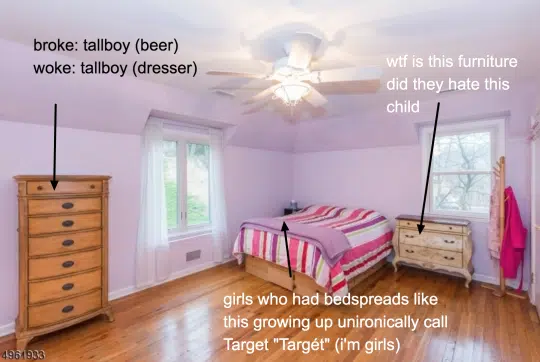 broke: tallboy (beer)
woke: tallboy (dresser)
wtf is this furniture
did they hate this
child
girls who had bedspreads like
this growing up unironically call
Target "Targét" (i'm girls)
4961933